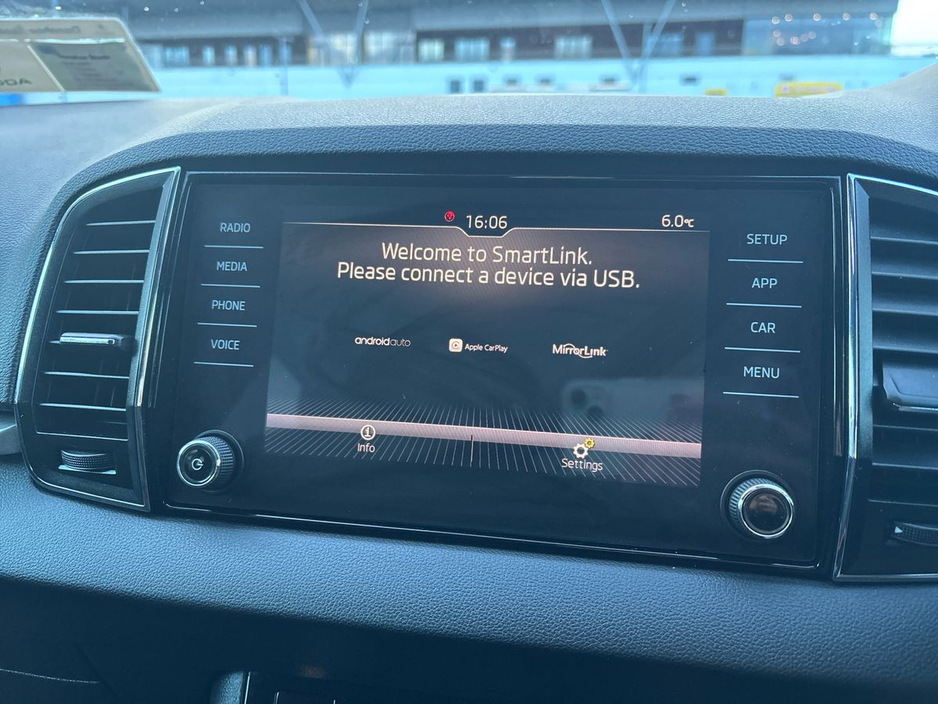 RADIO
MEDIA
PHONE
VOICE
16:06
6.0°C
Welcome to SmartLink.
Please connect a device via USB.
androidauto
Apple CarPlay
MirrorLink
i
Info
Settings
SETUP
APP
CAR
MENU